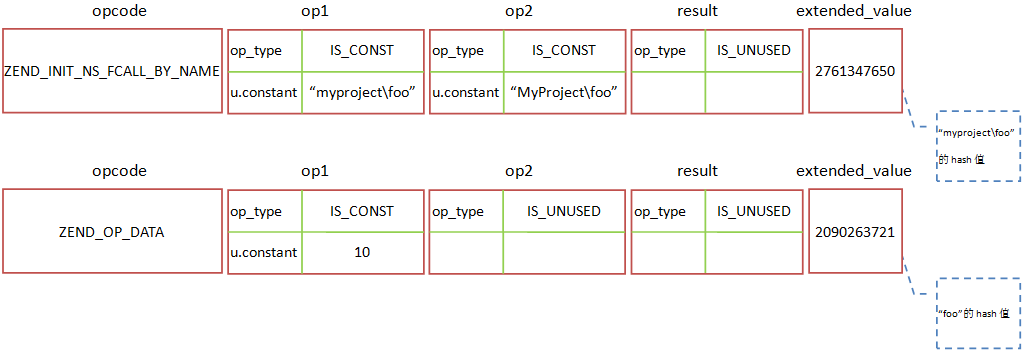 opcode op1 op2 result extended_value
ZEND_INIT_NS_FCALL_BY_NAME op_type IS_CONST op_type IS_CONST op_type IS_UNUSED 2761347650
u.constant “myproject\foo” u.constant “MyProject\foo”
“myproject\foo”
的 hash 值
opcode op1 op2 result extended_value
ZEND_OP_DATA op_type IS_CONST op_type IS_UNUSED op_type IS_UNUSED 2090263721
u.constant 10
“foo”的 hash 值